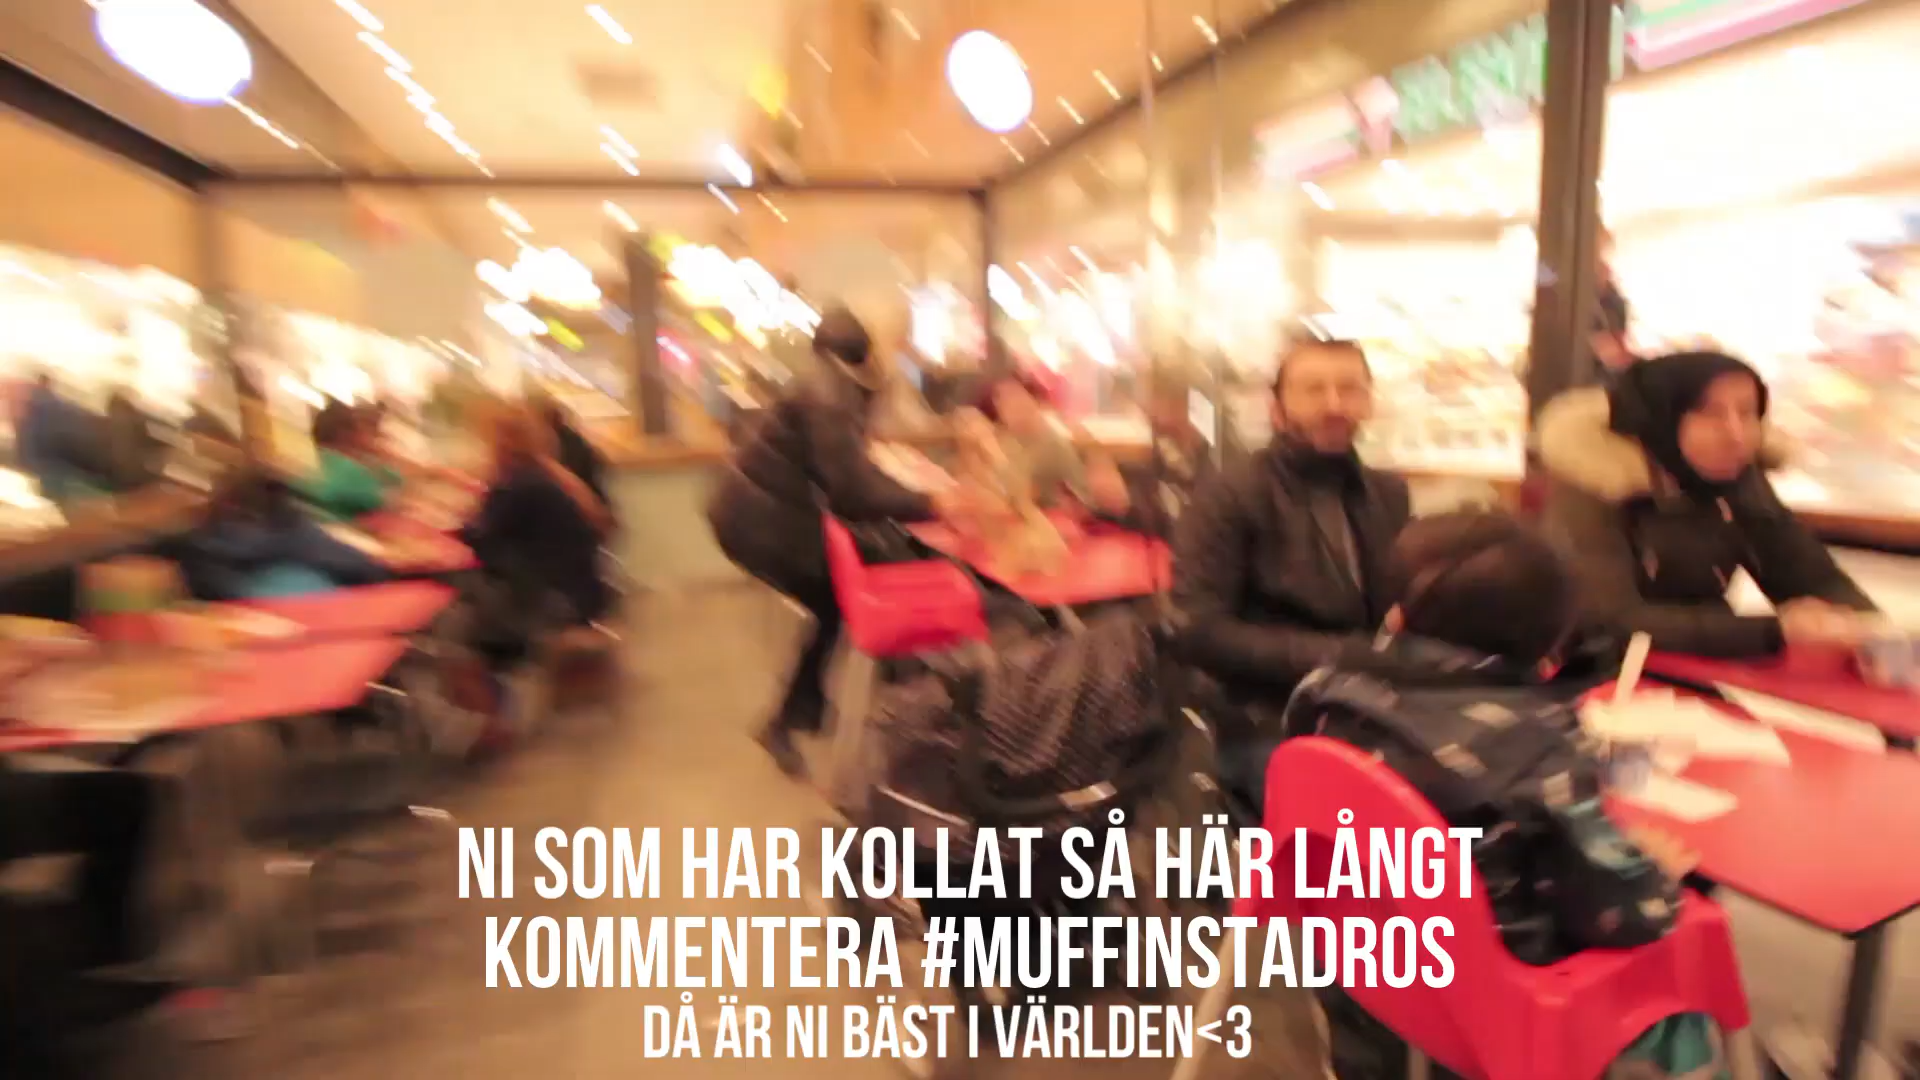 NI SOM HAR KOLLAT SÅ HÄR LÅNGT
KOMMENTERA #MUFFINSTADROS
DÅ ÄR NI BÄST I VÄRLDEN<3